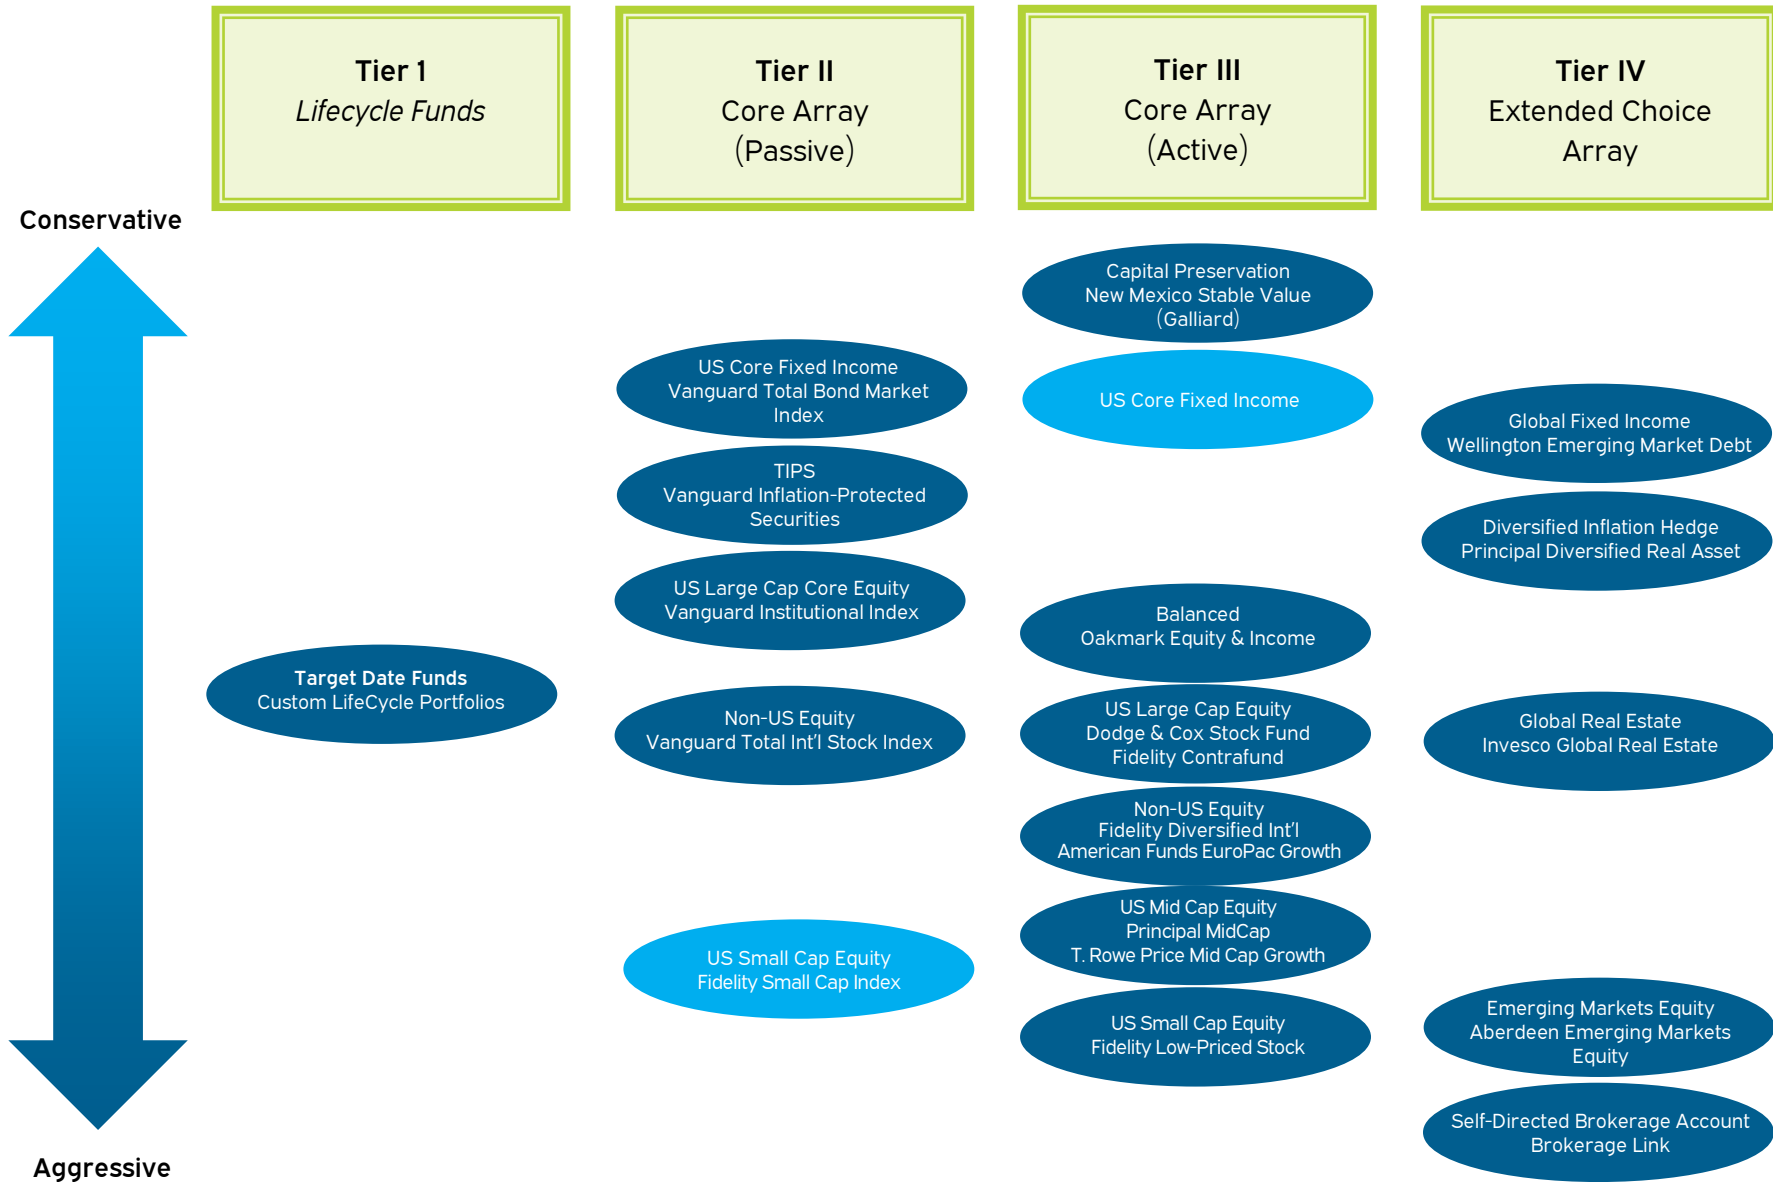 Tier 1
Lifecycle Funds
Tier II
Core Array
(Passive)
Tier III
Core Array
(Active)
Tier IV
Extended Choice
Array
Conservative
Aggressive
Target Date Funds
Custom LifeCycle Portfolios
US Core Fixed Income
Vanguard Total Bond Market
Index
TIPS
Vanguard Inflation-Protected
Securities
US Large Cap Core Equity
Vanguard Institutional Index
Non-US Equity
Vanguard Total Int'l Stock Index
US Small Cap Equity
Fidelity Small Cap Index
Capital Preservation
New Mexico Stable Value
(Galliard)
US Core Fixed Income
Balanced
Oakmark Equity & Income
US Large Cap Equity
Dodge & Cox Stock Fund
Fidelity Contrafund
Non-US Equity
Fidelity Diversified Int'l
American Funds EuroPac Growth
US Mid Cap Equity
Principal MidCap
T. Rowe Price Mid Cap Growth
US Small Cap Equity
Fidelity Low-Priced Stock
Global Fixed Income
Wellington Emerging Market Debt
Diversified Inflation Hedge
Principal Diversified Real Asset
Global Real Estate
Invesco Global Real Estate
Emerging Markets Equity
Aberdeen Emerging Markets
Equity
Self-Directed Brokerage Account
Brokerage Link